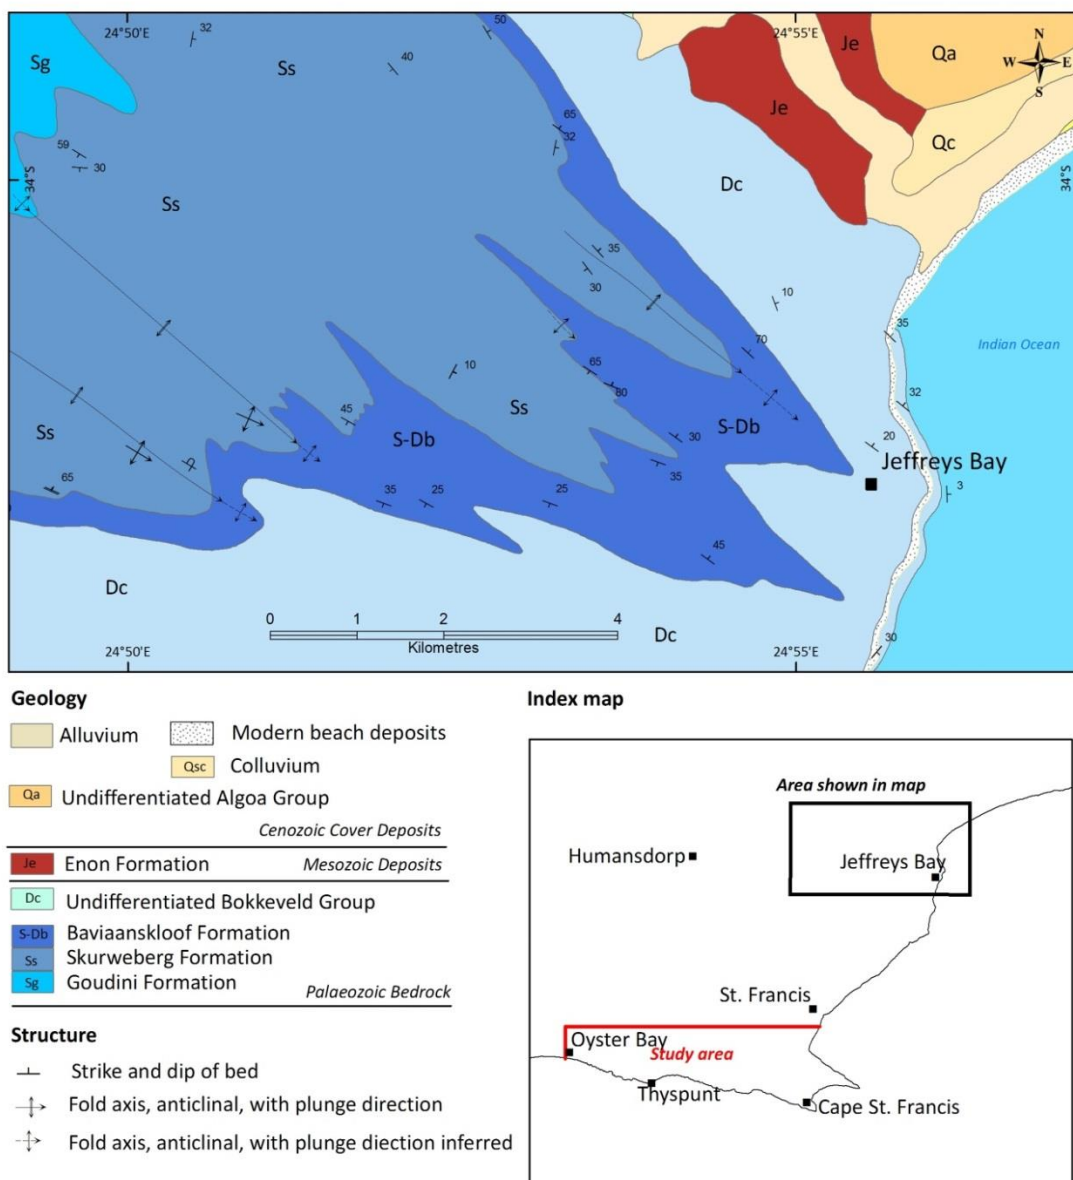 24°50'E
24°55'E
32
50
Sg
Ss
40
Je
Qa
N
W E
S
Je
65
32
Qc
59
30
34°S
34°S
Dc
Ss
35
30
10
35
Indian Ocean
70
10
65
80
32
Ss
45
Ss
S-Db
30
S-Db
20
Jeffreys Bay
65
35
3
35
25
25
45
Dc
0 1 2 4
Kilometres
Dc
30
24°50'E
24°55'E
Geology
Alluvium
Modern beach deposits
Qsc Colluvium
Qa Undifferentiated Algoa Group
Cenozoic Cover Deposits
Je Enon Formation
Mesozoic Deposits
Dc Undifferentiated Bokkeveld Group
S-Db Baviaanskloof Formation
Ss Skurweberg Formation
Sg Goudini Formation
Palaeozoic Bedrock
Structure
Strike and dip of bed
Fold axis, anticlinal, with plunge direction
Fold axis, anticlinal, with plunge diection inferred
Index map
Area shown in map
Humansdorp
Jeffreys Bay
St. Francis
Oyster Bay
Study area
Thyspunt
Cape St. Francis